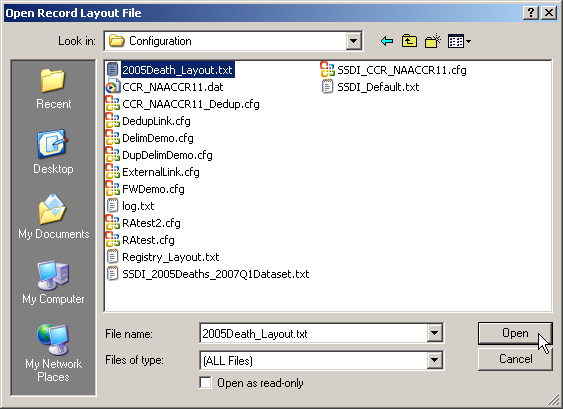 Open Record Layout File
Look in: Configuration
Recent
Desktop
My Documents
My Computer
My Network
Places
2005Death_Layout.txt
CCR_NAACCR11.dat
CCR_NAACCR11_Dedup.cfg
DedupLink.cfg
DelimDemo.cfg
DupDelimDemo.cfg
ExternalLink.cfg
FWDemo.cfg
log.txt
RAtest2.cfg
RAtest.cfg
Registry_Layout.txt
SSDI_2005Deaths_2007Q1Dataset.txt
SSDI_CCR_NAACCR11.cfg
SSDI_Default.txt
File name: 2005Death_Layout.txt Open
Files of type: (ALL Files) Cancel
Open as read-only